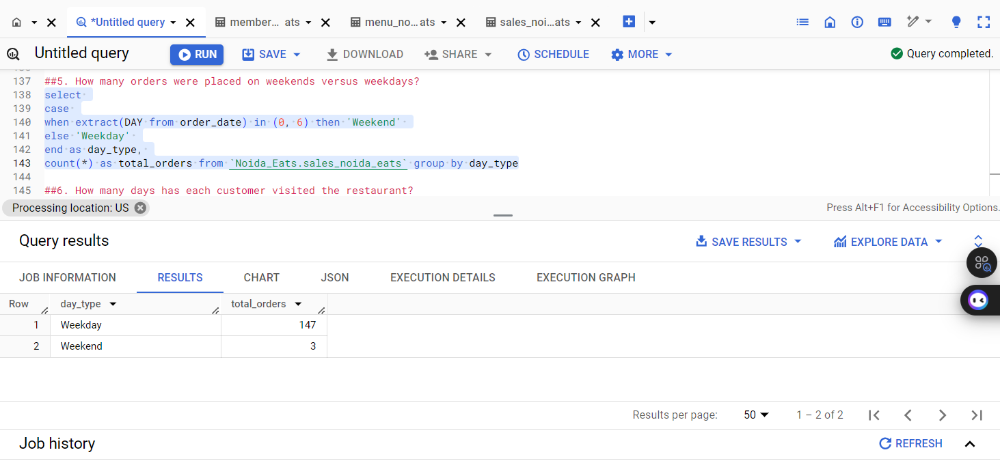 *Untitled query
member... ats
menu_no...ats
sales_noi...ats
Untitled query
RUN
SAVE
DOWNLOAD
SHARE
SCHEDULE
MORE
Query completed.
137 ##5. How many orders were placed on weekends versus weekdays?
138 select
139 case
140 when extract(DAY from order_date) in (0, 6) then 'Weekend'
141 else 'Weekday'
142 end as day_type,
143 count(*) as total_orders from `Noida_Eats.sales_noida_eats` group by day_type
144
145 ##6. How many days has each customer visited the restaurant?
Processing location: US
Press Alt+F1 for Accessibility Options.
Query results
SAVE RESULTS
EXPLORE DATA
JOB INFORMATION
RESULTS
CHART
JSON
EXECUTION DETAILS
EXECUTION GRAPH
Row day_type total_orders
1 Weekday 147
2 Weekend 3
Results per page: 50 1 – 2 of 2
Job history
REFRESH